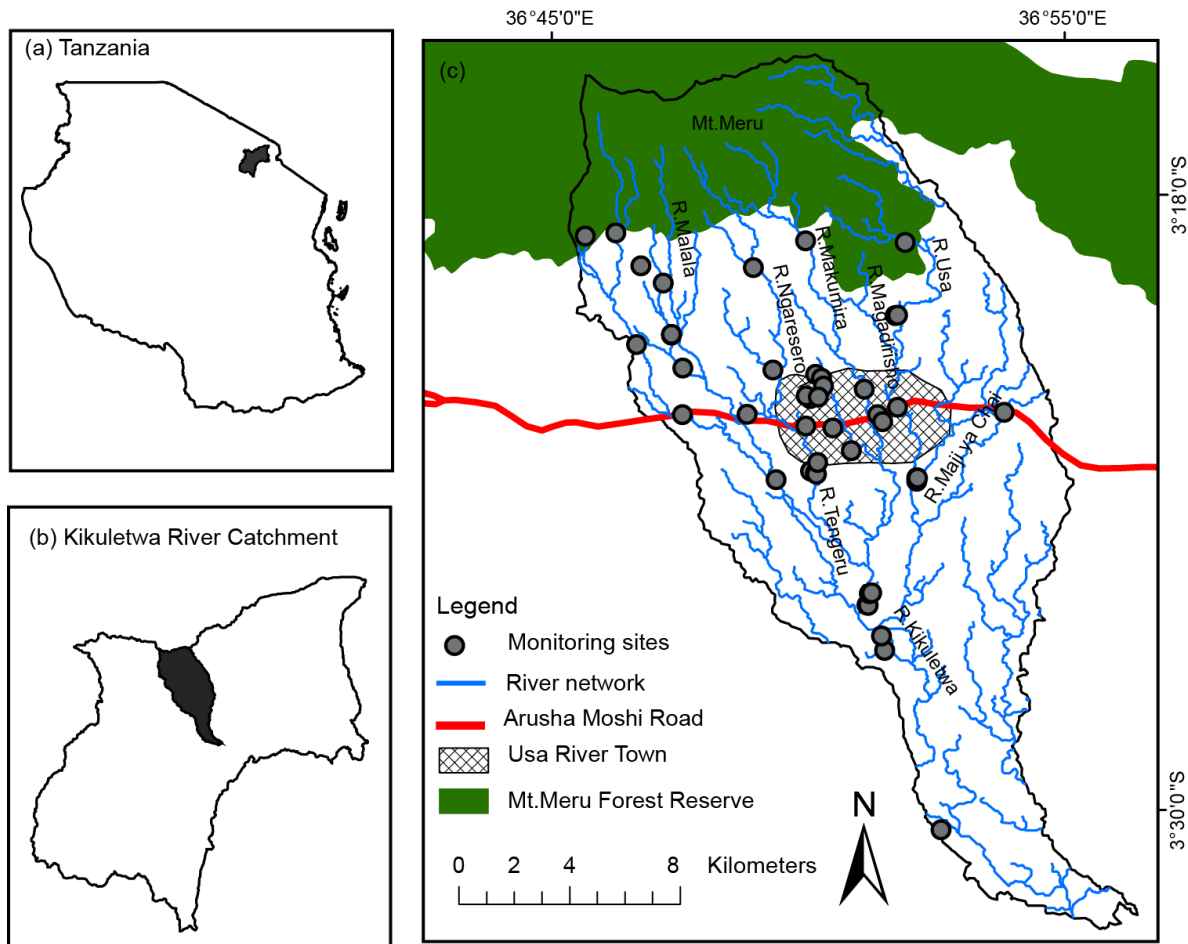 (a) Tanzania
(b) Kikuletwa River Catchment
36°45'0"E
36°55'0"E
(c)
Mt.Meru
3°18'0"S
R.Malala
R.Ngaresero
R.Makumira
R.Magadirisho
R Usa
R.Maji ya Chai
R.Tengeru
R.Kikuletwa
3°30'0"S
Legend
Monitoring sites
River network
Arusha Moshi Road
Usa River Town
Mt.Meru Forest Reserve
N
0 2 4 8 Kilometers